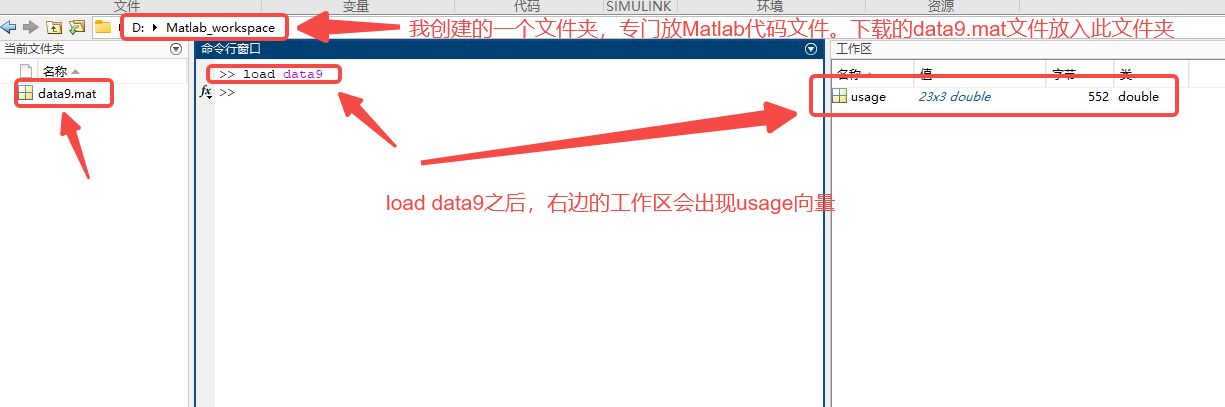 文件 变量 代码 SIMULINK 环境 资源
D: Matlab_workspace
我创建的一个文件夹，专门放Matlab代码文件。下载的data9.mat文件放入此文件夹
当前文件夹
命令行窗口
工作区
名称
>> load data9
名称 值 字节 类
data9.mat
fx >>
usage 23x3 double 552 double
load data9之后，右边的工作区会出现usage向量